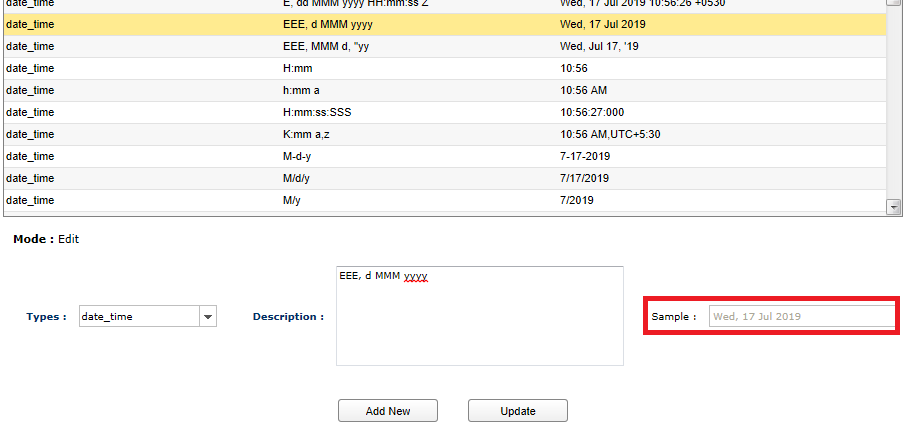 date_time E, dd MMM yyyy HH:mm:ss Z Wed, 17 Jul 2019 10:56:26 +0530
date_time EEE, d MMM yyyy Wed, 17 Jul 2019
date_time EEE, MMM d, ''yy Wed, Jul 17, '19
date_time H:mm 10:56
date_time h:mm a 10:56 AM
date_time H:mm:ss:SSS 10:56:27:000
date_time K:mm a,z 10:56 AM,UTC+5:30
date_time M-d-y 7-17-2019
date_time M/d/y 7/17/2019
date_time M/y 7/2019
Mode : Edit
EEE, d MMM yyyy
Types : date_time Description : Sample : Wed, 17 Jul 2019
Add New Update